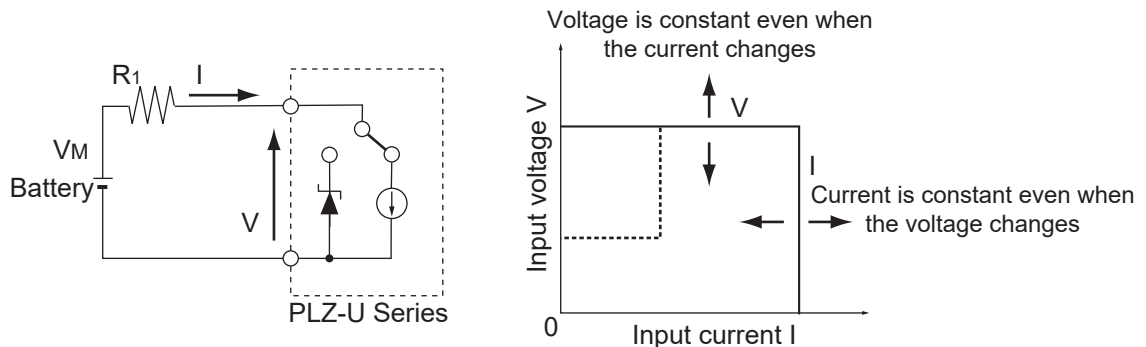 R1
I
VM
Battery
V
PLZ-U Series
Voltage is constant even when
the current changes
V
I
Current is constant even when
the voltage changes
Input voltage V
0
Input current I